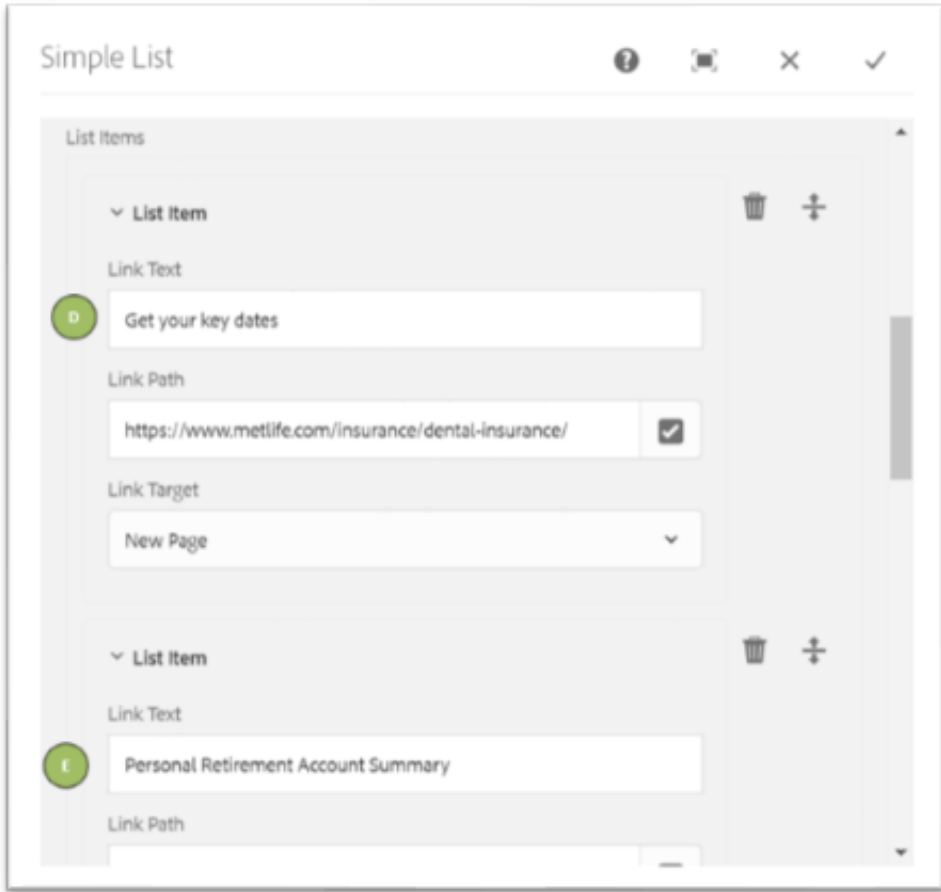 Simple List
List Items
List Item
Link Text
D
Get your key dates
Link Path
https://www.metlife.com/insurance/dental-insurance/
Link Target
New Page
List Item
Link Text
E
Personal Retirement Account Summary
Link Path